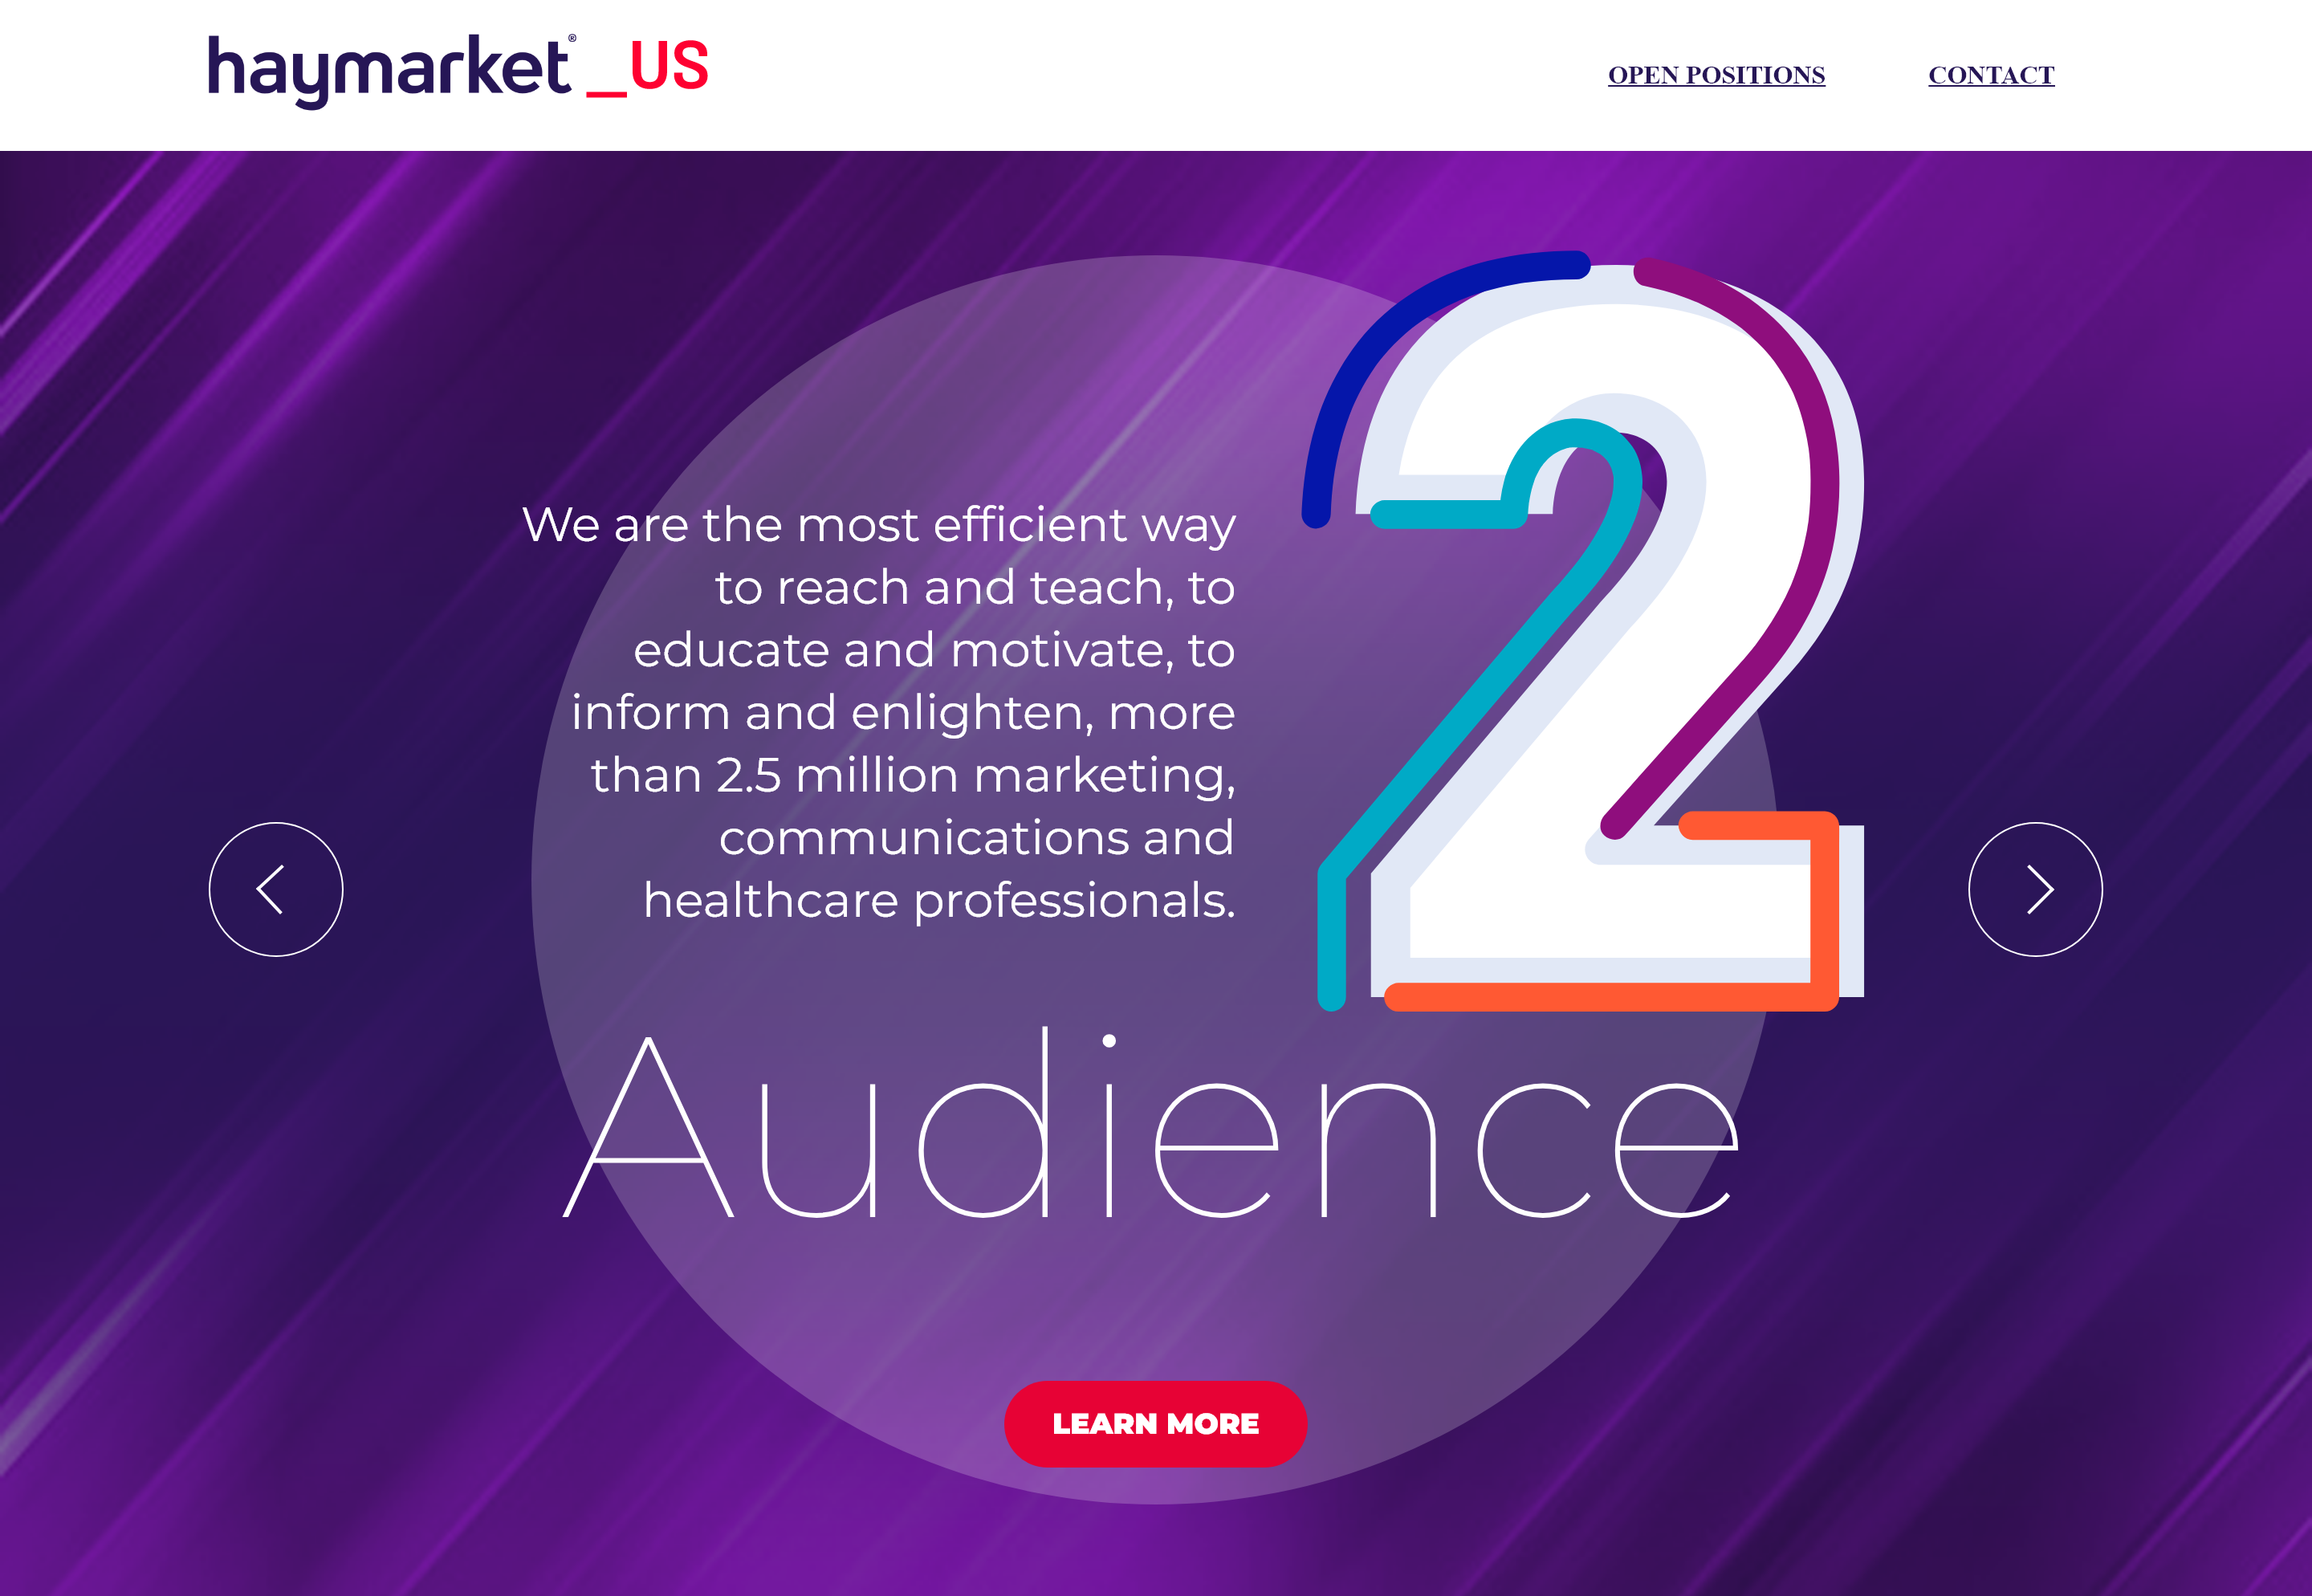 haymarket® _US
OPEN POSITIONS
CONTACT
2
We are the most efficient way
to reach and teach, to
educate and motivate, to
inform and enlighten, more
than 2.5 million marketing,
communications and
healthcare professionals.
Audience
LEARN MORE